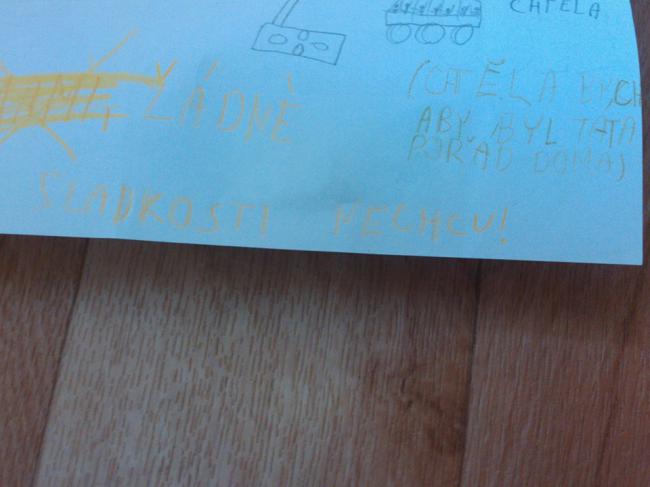 CHTĚLA
ŽÁDNÉ
SLADKOSTI NECHCU!
(CHTĚLA BYCH
ABY BYL TÁTA
POŘÁD DOMA)